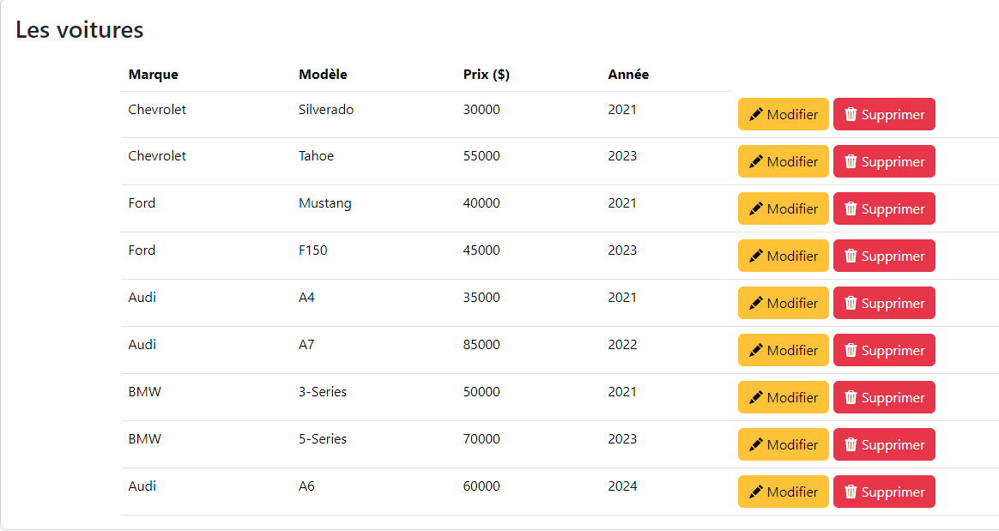 Les voitures
Marque Modèle Prix ($) Année
Chevrolet Silverado 30000 2021 Modifier Supprimer
Chevrolet Tahoe 55000 2023 Modifier Supprimer
Ford Mustang 40000 2021 Modifier Supprimer
Ford F150 45000 2023 Modifier Supprimer
Audi A4 35000 2021 Modifier Supprimer
Audi A7 85000 2022 Modifier Supprimer
BMW 3-Series 50000 2021 Modifier Supprimer
BMW 5-Series 70000 2023 Modifier Supprimer
Audi A6 60000 2024 Modifier Supprimer